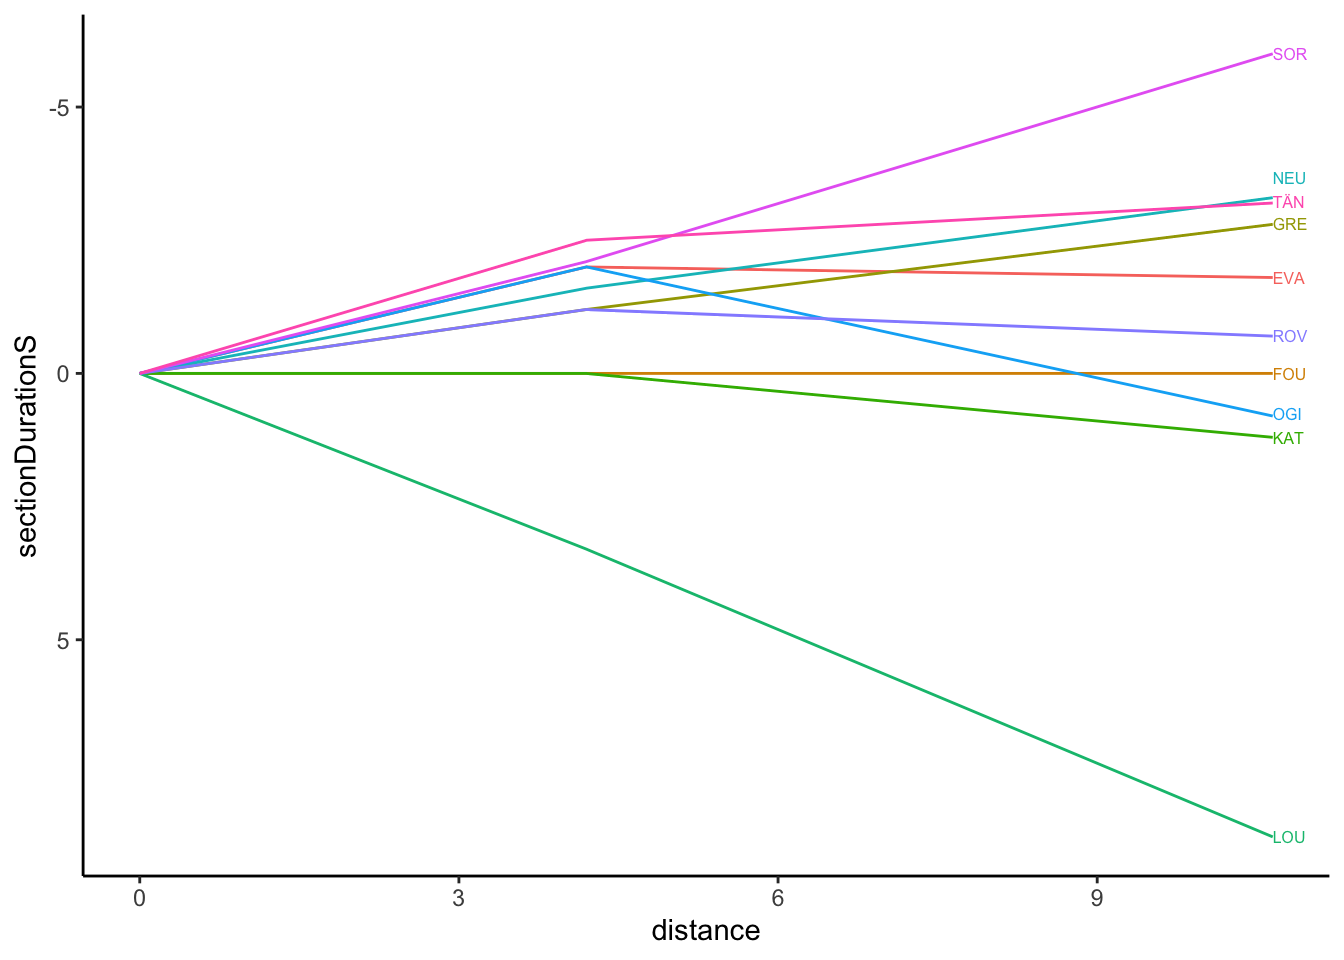 SOR
-5
NEU
TÄN
GRE
EVA
ROV
0
FOU
OGI
KAT
5
LOU
0 3 6 9
distance
sectionDurationS